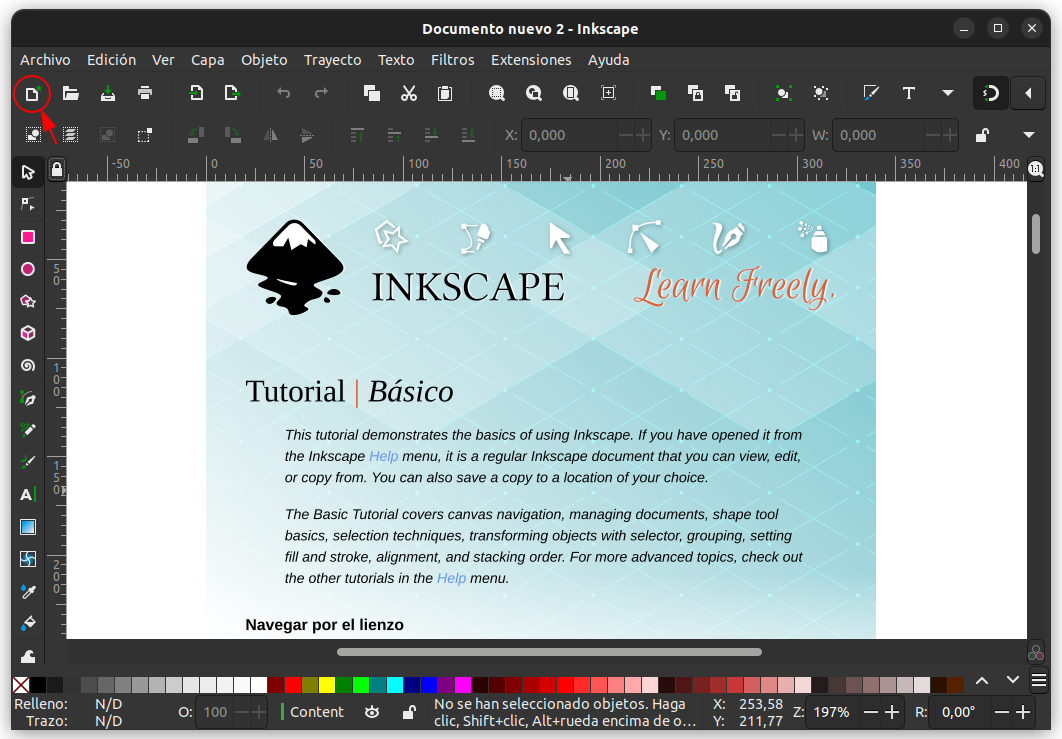 Documento nuevo 2 - Inkscape
Archivo Edición Ver Capa Objeto Trayecto Texto Filtros Extensiones Ayuda
X: 0,000 Y: 0,000 W: 0,000
-50 0 50 100 150 200 250 300 350 400
1:1
50
100
150
200
INKSCAPE
Learn Freely.
Tutorial | Básico
This tutorial demonstrates the basics of using Inkscape. If you have opened it from
the Inkscape Help menu, it is a regular Inkscape document that you can view, edit,
or copy from. You can also save a copy to a location of your choice.
The Basic Tutorial covers canvas navigation, managing documents, shape tool
basics, selection techniques, transforming objects with selector, grouping, setting
fill and stroke, alignment, and stacking order. For more advanced topics, check out
the other tutorials in the Help menu.
Navegar por el lienzo
Relleno: N/D
Trazo: N/D
O: 100
Content
No se han seleccionado objetos. Haga
clic, Shift+clic, Alt+rueda encima de o…
X: 253,58
Y: 211,77
Z: 197%
R: 0,00°